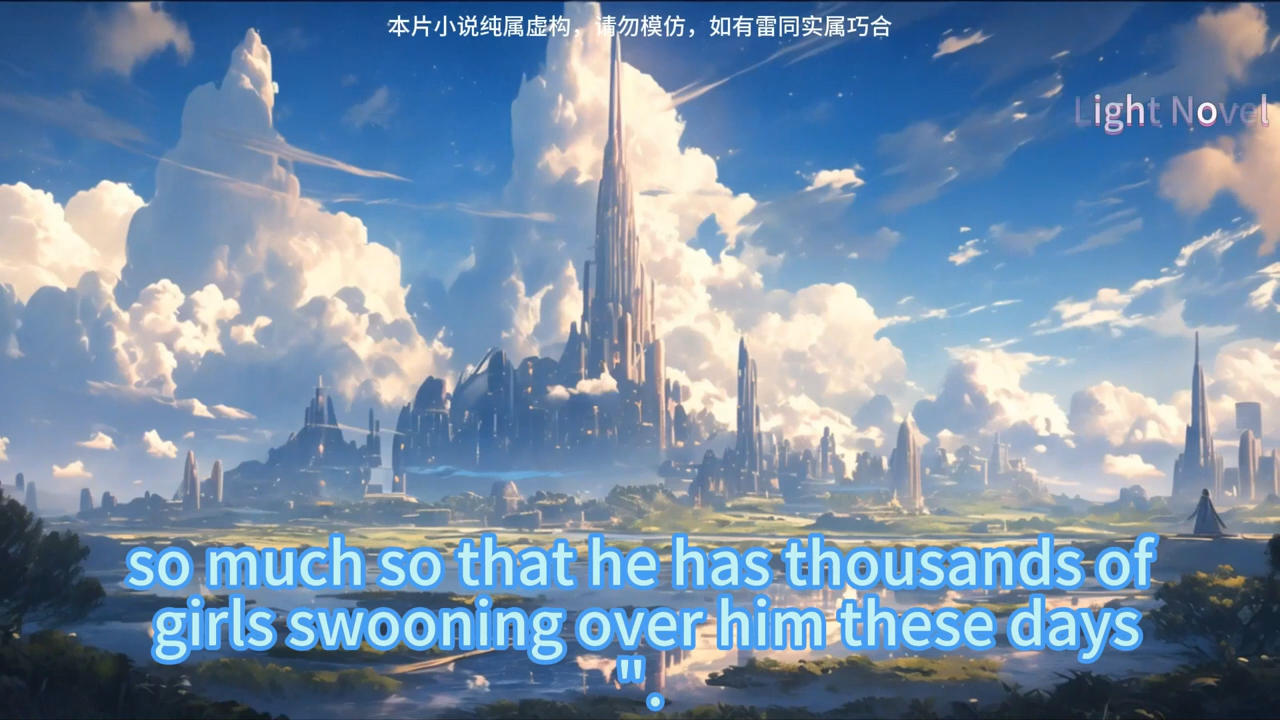 本片小说纯属虚构，请勿模仿，如有雷同实属巧合
Light Novel
so much so that he has thousands of
girls swooning over him these days
".